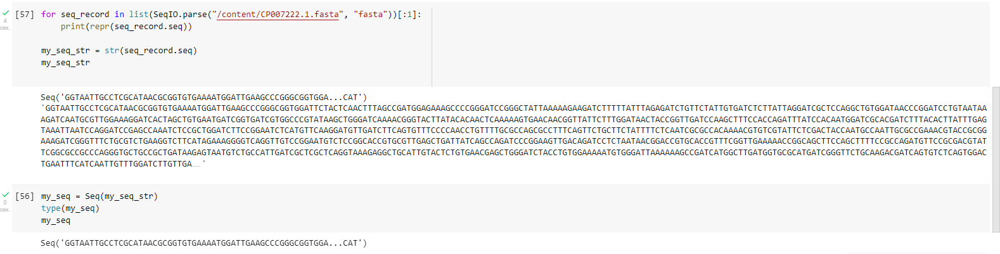 [57] for seq_record in list(SeqIO.parse("/content/CP007222.1.fasta", "fasta"))[:1]:
4
сек.
print(repr(seq_record.seq))
my_seq_str = str(seq_record.seq)
my_seq_str
Seq('GGTAATTGCCTCGCATAACGCGGTGTGAAAATGGATTGAAGCCCGGGCGGTGGA...CAT')
'GGTAATTGCCTCGCATAACGCGGTGTGAAAATGGATTGAAGCCCGGGCGGTGGATTCTACTCAACTTTAGCCGATGGAGAAAGCCCCGGGATCCGGGCTATTAAAAAGAAGATCTTTTTATTTAGAGATCTGTTCTATTGTGATCTCTTATTAGGATCGCTCCAGGCTGTGGATAACCCGGATCCTGTAATAA
AGATCAATGCGTTGGAAAGGATCACTAGCTGTGAATGATCGGTGATCGTGGCCCGTATAAGCTGGGATCAAAACGGGTACTTATACACAACTCAAAAAGTGAACAACGGTTATTCTTTGGATAACTACCGGTTGATCCAAGCTTTCCACCAGATTTATCCACAATGGATCGCACGATCTTTACACTTATTTGAG
TAAATTAATCCAGGATCCGAGCCAAATCTCCGCTGGATCTTCCGGAATCTCATGTTCAAGGATGTTGATCTTCAGTGTTTCCCCAACCTGTTTTGCGCCAGCGCCTTTCAGTTCTGCTTCTATTTTCTCAATCGCGCCACAAAACGTGTCGTATTCTCGACTACCAATGCCAATTGCGCCGAAACGTACCGCGG
AAAGATCGGGTTTCTGCGTCTGAAGGTCTTCATAGAAAGGGGTCAGGTTGTCCGGAATGTCTCCGGCACCGTGCGTTGAGCTGATTATCAGCCAGATCCCGGAAGTTGACAGATCCTCTAATAACGGACCGTGCACCGTTTCGGTTGAAAAACCGGCAGCTTCCAGCTTTTCCGCCAGATGTTCCGCGACGTAT
TCGGCGCCGCCCAGGGTGCTGCCGCTGATAAGAGTAATGTCTGCCATTGATCGCTCGCTCAGGTAAAGAGGCTGCATTGTACTCTGTGAACGAGCTGGGATCTACCTGTGGAAAAATGTGGGATTAAAAAAGCCGATCATGGCTTGATGGTGCGCATGATCGGGTTCTGCAAGACGATCAGTGTCTCAGTGGAC
TGAATTTCATCAATTGTTTGGATCTTGTTGA...'
[56] my_seq = Seq(my_seq_str)
0
сек.
type(my_seq)
my_seq
Seq('GGTAATTGCCTCGCATAACGCGGTGTGAAAATGGATTGAAGCCCGGGCGGTGGA...CAT')